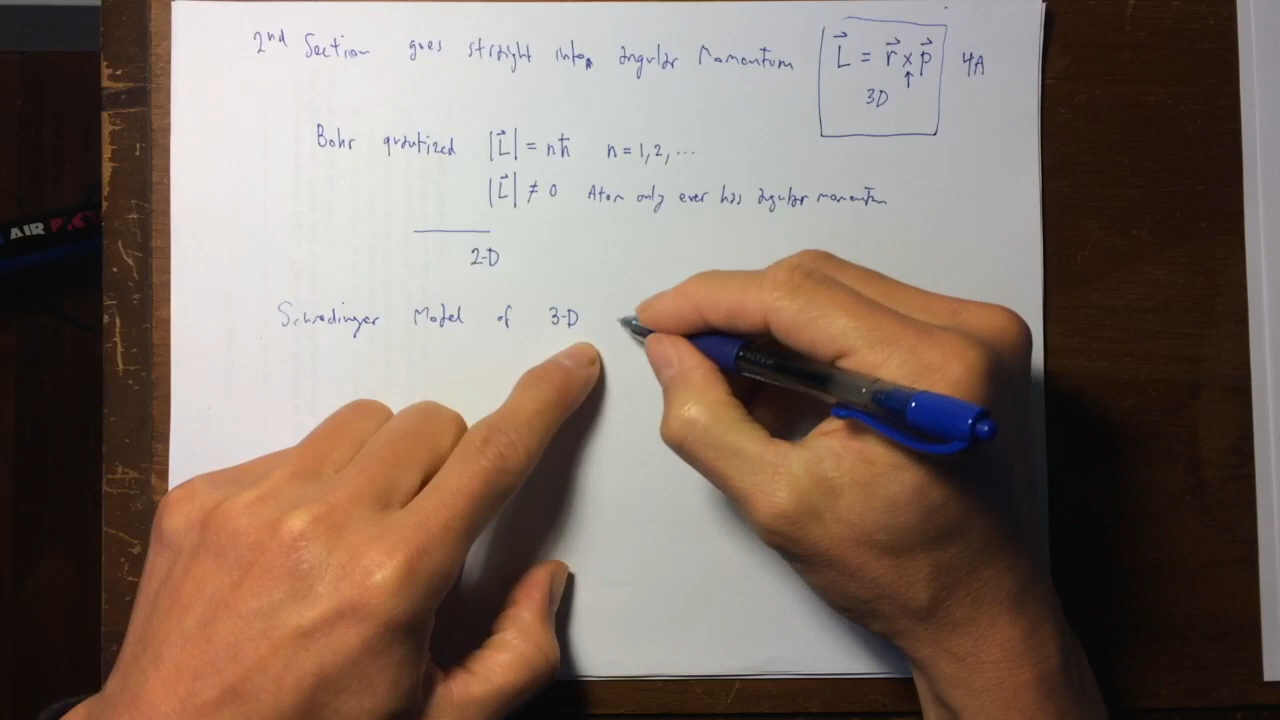 2nd Section goes straight into angular Momentum L⃗ = r⃗ × p⃗ 4A
↑
3D
Bohr quantized |L⃗| = nħ n = 1, 2, ...
|L⃗| ≠ 0 Atom only ever has angular momentum
2-D
Schrodinger Model of 3-D
AIR